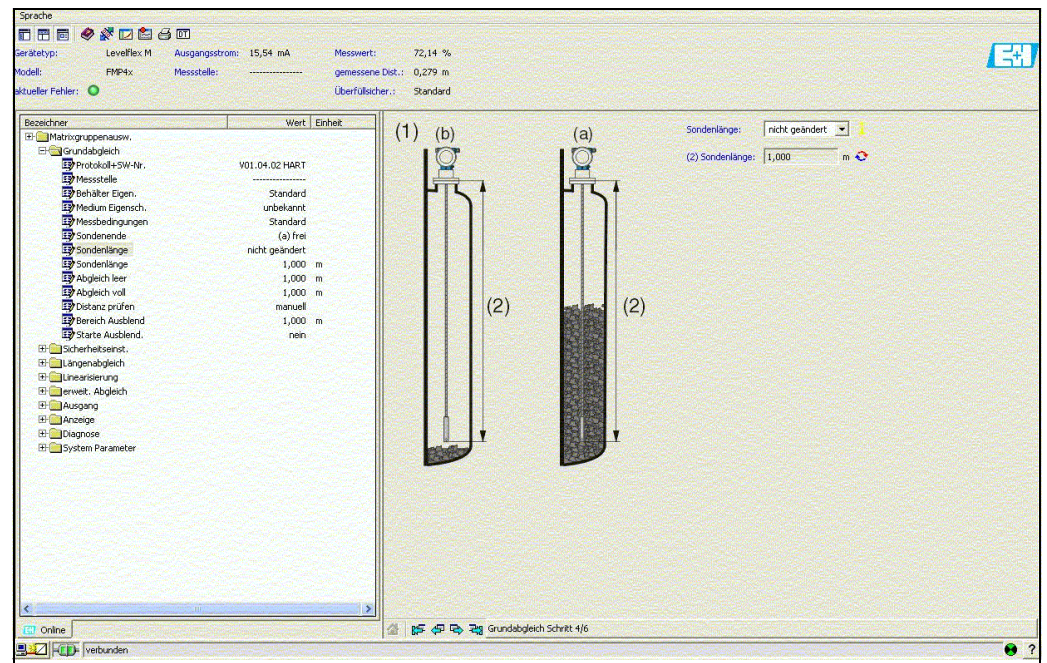 Sprache
Gerätetyp: Levelflex M Ausgangsstrom: 15,54 mA Messwert: 72,14 %
Modell: FMP4x Messstelle: ---------------- gemessene Dist.: 0,279 m
aktueller Fehler: Überfüllsicher.: Standard
E+H
Bezeichner Wert Einheit
Matrixgruppenausw.
Grundabgleich
Protokoll+SW-Nr. V01.04.02 HART
Messstelle ----------------
Behälter Eigen. Standard
Medium Eigensch. unbekannt
Messbedingungen Standard
Sondenende (a) frei
Sondenlänge nicht geändert
Sondenlänge 1,000 m
Abgleich leer 1,000 m
Abgleich voll 1,000 m
Distanz prüfen manuell
Bereich Ausblend 1,000 m
Starte Ausblend. nein
Sicherheitseinst.
Längenabgleich
Linearisierung
erweit. Abgleich
Ausgang
Anzeige
Diagnose
System Parameter
Online
(1) (b) (a)
(2) (2)
Sondenlänge: nicht geändert
(2) Sondenlänge: 1,000 m
Grundabgleich Schritt 4/6
verbunden ?